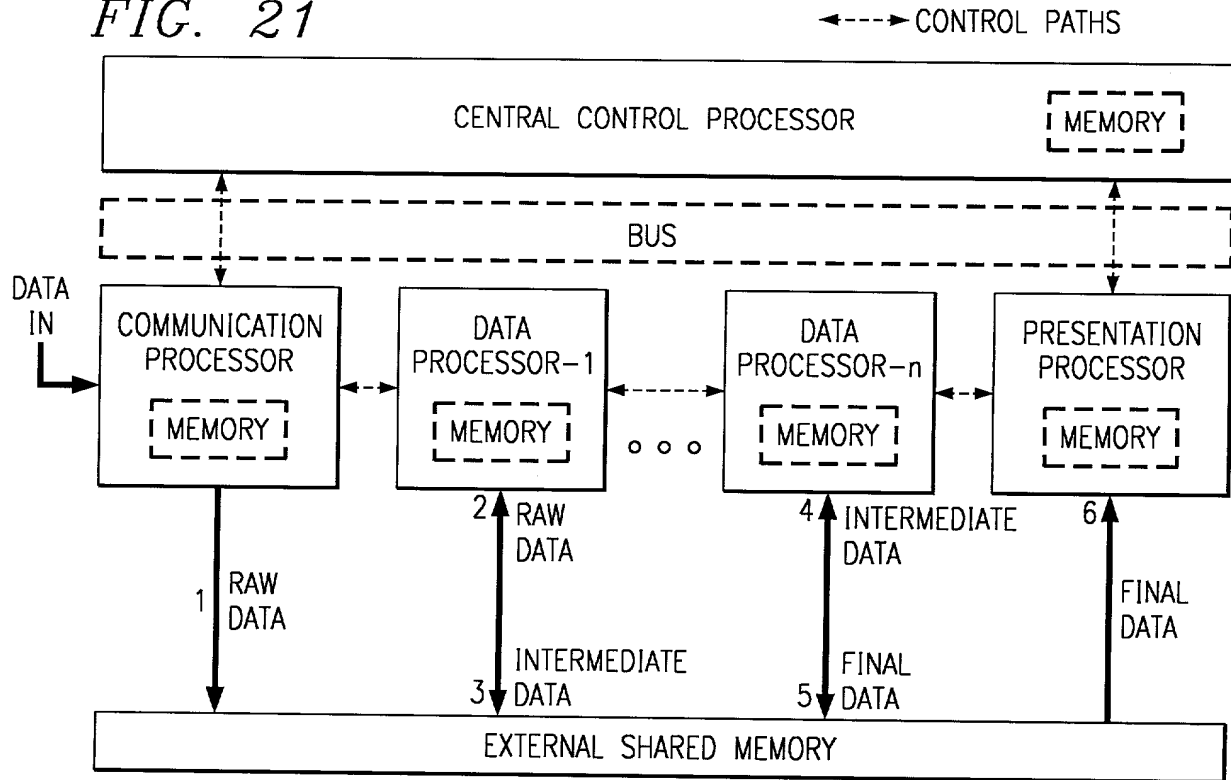 FIG. 21
CONTROL PATHS
CENTRAL CONTROL PROCESSOR
MEMORY
BUS
DATA
IN
COMMUNICATION
PROCESSOR
MEMORY
DATA
PROCESSOR-1
MEMORY
DATA
PROCESSOR-n
MEMORY
PRESENTATION
PROCESSOR
MEMORY
1
RAW
DATA
2
RAW
DATA
3
INTERMEDIATE
DATA
4
INTERMEDIATE
DATA
5
FINAL
DATA
6
FINAL
DATA
EXTERNAL SHARED MEMORY